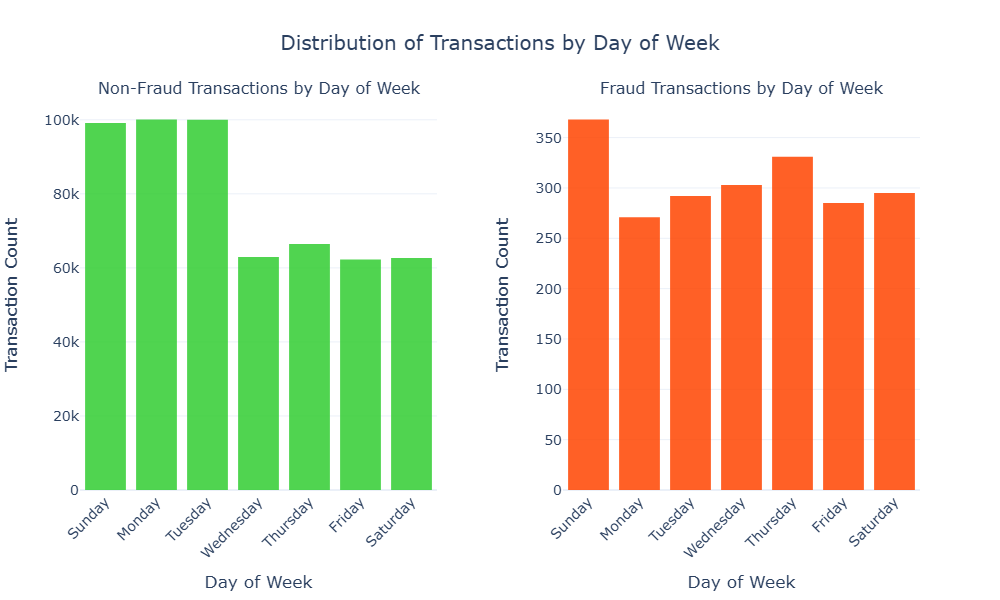 Distribution of Transactions by Day of Week
Non-Fraud Transactions by Day of Week
Transaction Count
100k
80k
60k
40k
20k
0
Sunday
Monday
Tuesday
Wednesday
Thursday
Friday
Saturday
Day of Week
Fraud Transactions by Day of Week
Transaction Count
350
300
250
200
150
100
50
0
Sunday
Monday
Tuesday
Wednesday
Thursday
Friday
Saturday
Day of Week